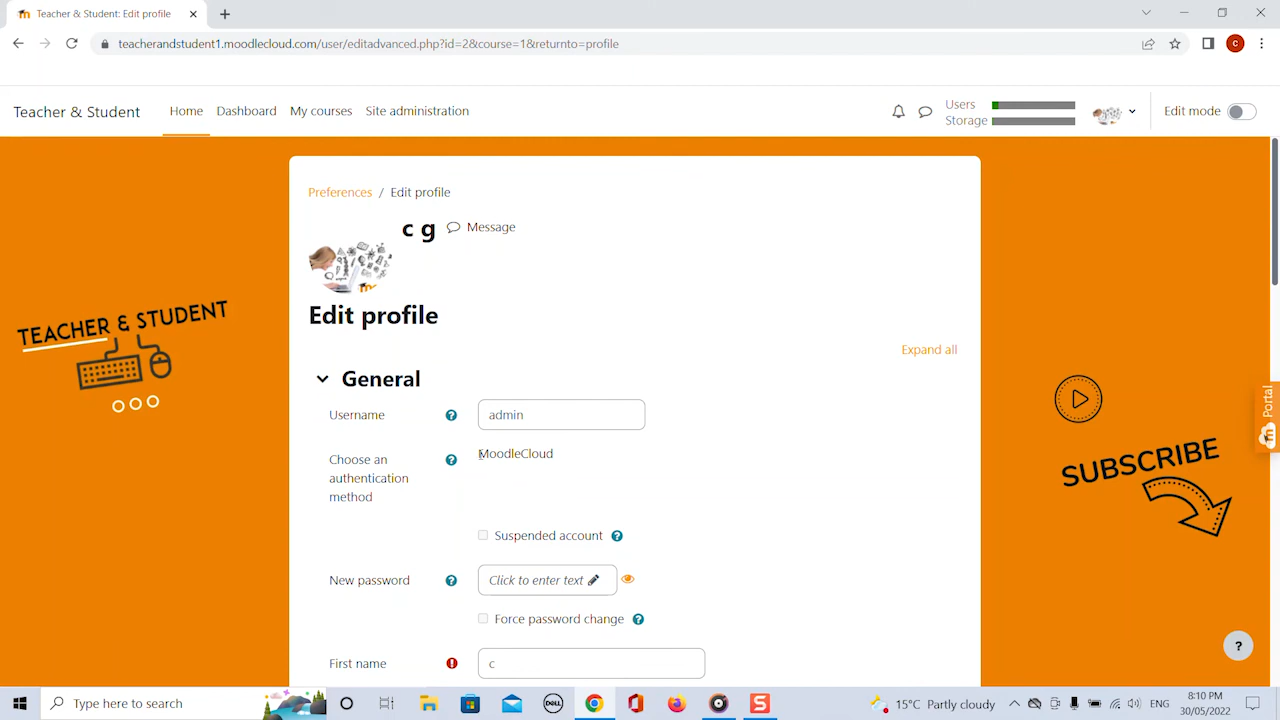 Teacher & Student: Edit profile
teacherandstudent1.moodlecloud.com/user/editadvanced.php?id=2&course=1&returnto=profile
C
Teacher & Student
Home
Dashboard
My courses
Site administration
Users
Storage
Edit mode
Preferences / Edit profile
c g
Message
Edit profile
Expand all
General
Username
?
admin
Choose an
authentication
method
?
MoodleCloud
Suspended account ?
New password
?
Click to enter text
Force password change ?
First name
!
c
TEACHER & STUDENT
Portal
SUBSCRIBE
?
Type here to search
DELL
S
15°C Partly cloudy
ENG
8:10 PM
30/05/2022